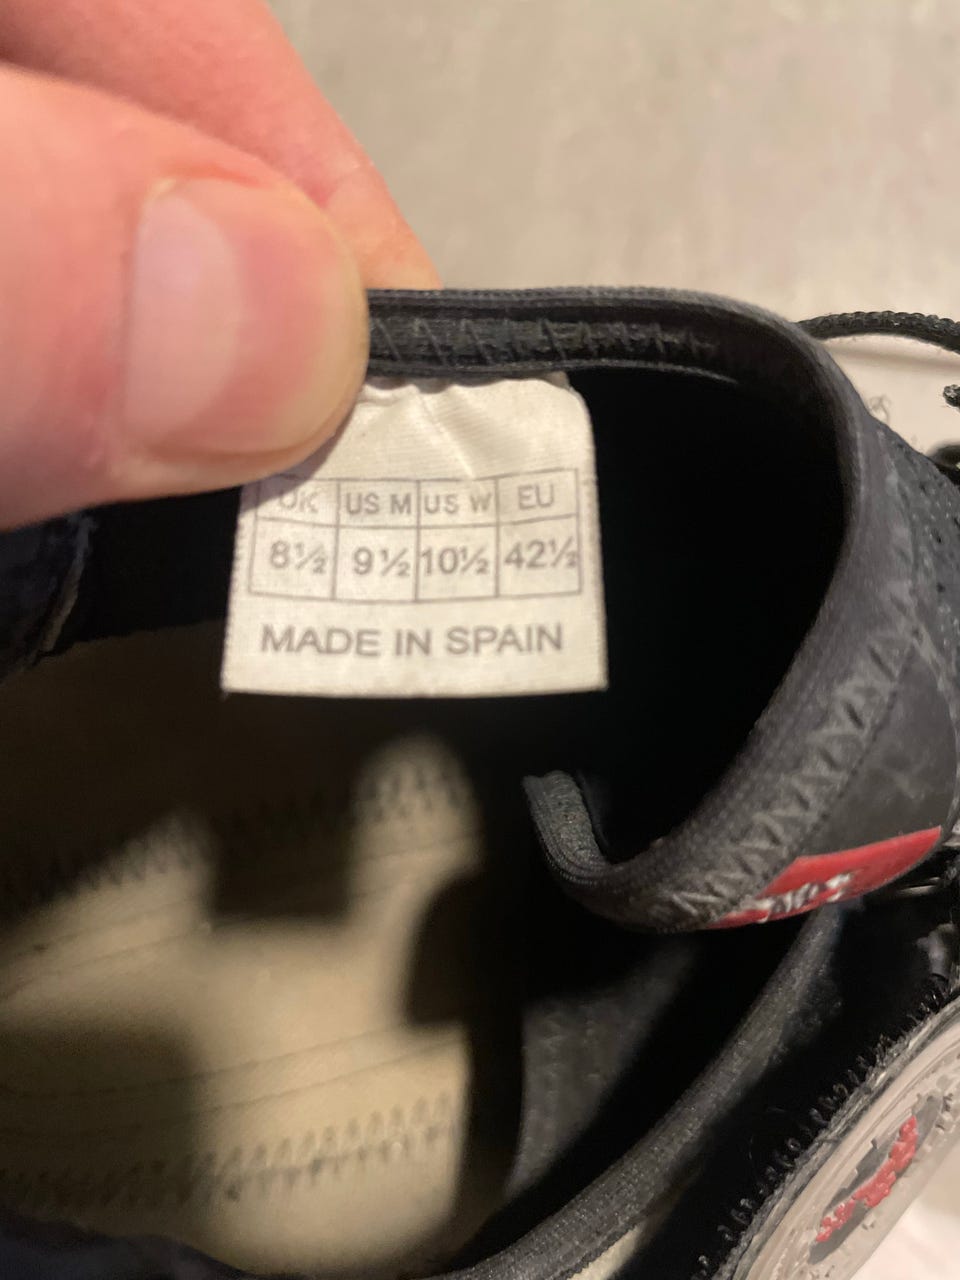 UK US M US W EU
8½ 9½ 10½ 42½
MADE IN SPAIN